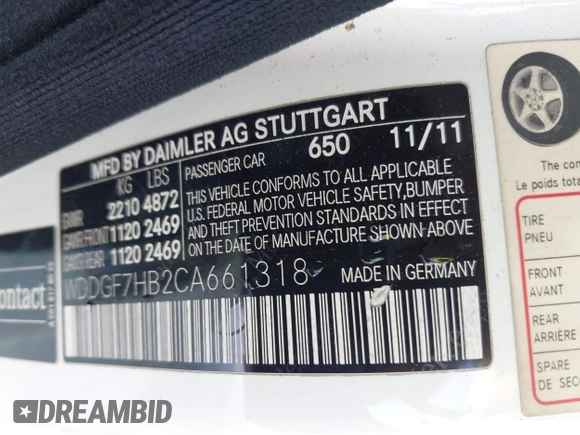 MFD BY DAIMLER AG STUTTGART
KG LBS
GVWR 2210 4872
GAWR FRONT 1120 2469
GAWR REAR 1120 2469
PASSENGER CAR 650 11/11
THIS VEHICLE CONFORMS TO ALL APPLICABLE
U.S. FEDERAL MOTOR VEHICLE SAFETY, BUMPER
AND THEFT PREVENTION STANDARDS IN EFFECT
ON THE DATE OF MANUFACTURE SHOWN ABOVE.
WDDGF7HB2CA661318
MADE IN GERMANY
ontact
The con
Le poids total
TIRE
PNEU
FRONT
AVANT
REAR
ARRIÈRE
SPARE
DE SECO
DREAMBID